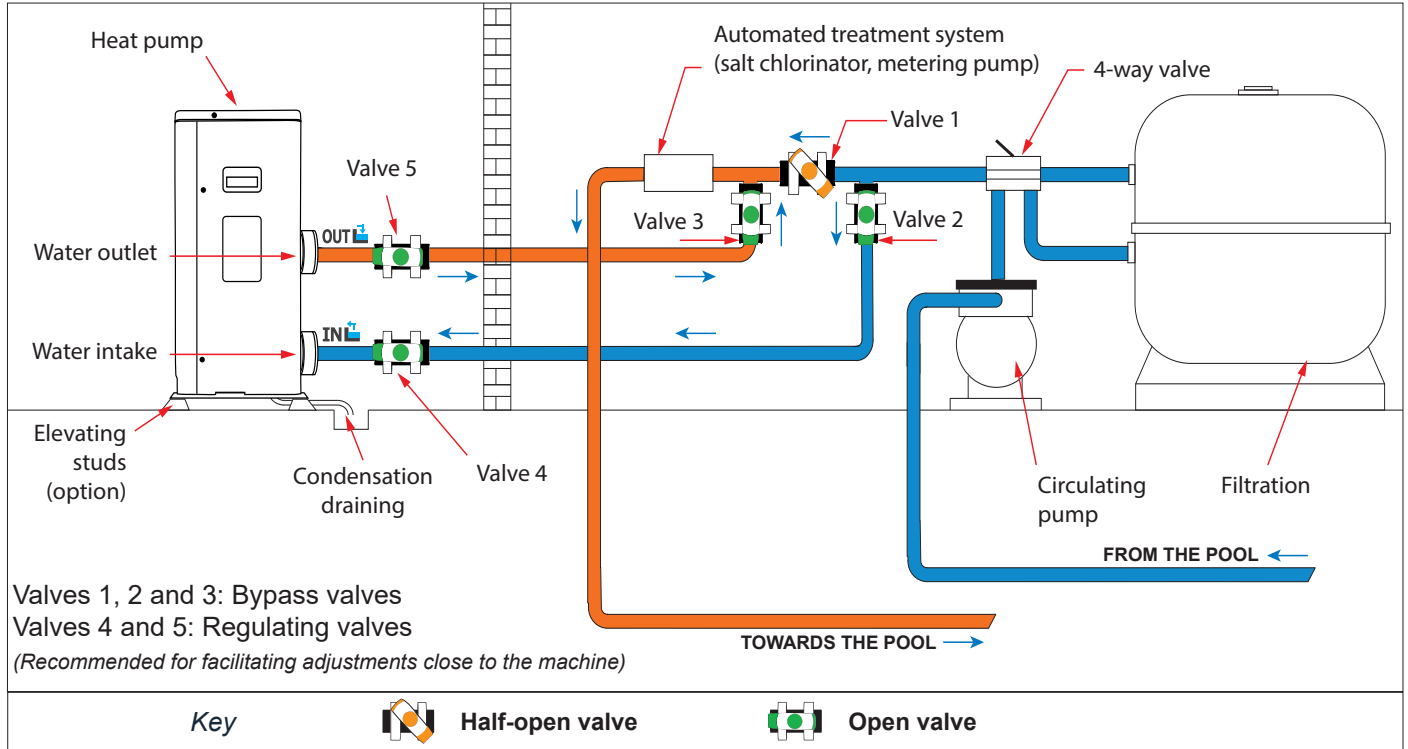 Heat pump
Automated treatment system
(salt chlorinator, metering pump)
4-way valve
Valve 1
Valve 5
Valve 3
Valve 2
OUT
Water outlet
IN
Water intake
Elevating
studs
(option)
Condensation
draining
Valve 4
Circulating
pump
Filtration
FROM THE POOL
Valves 1, 2 and 3: Bypass valves
Valves 4 and 5: Regulating valves
(Recommended for facilitating adjustments close to the machine)
TOWARDS THE POOL
Key
Half-open valve
Open valve